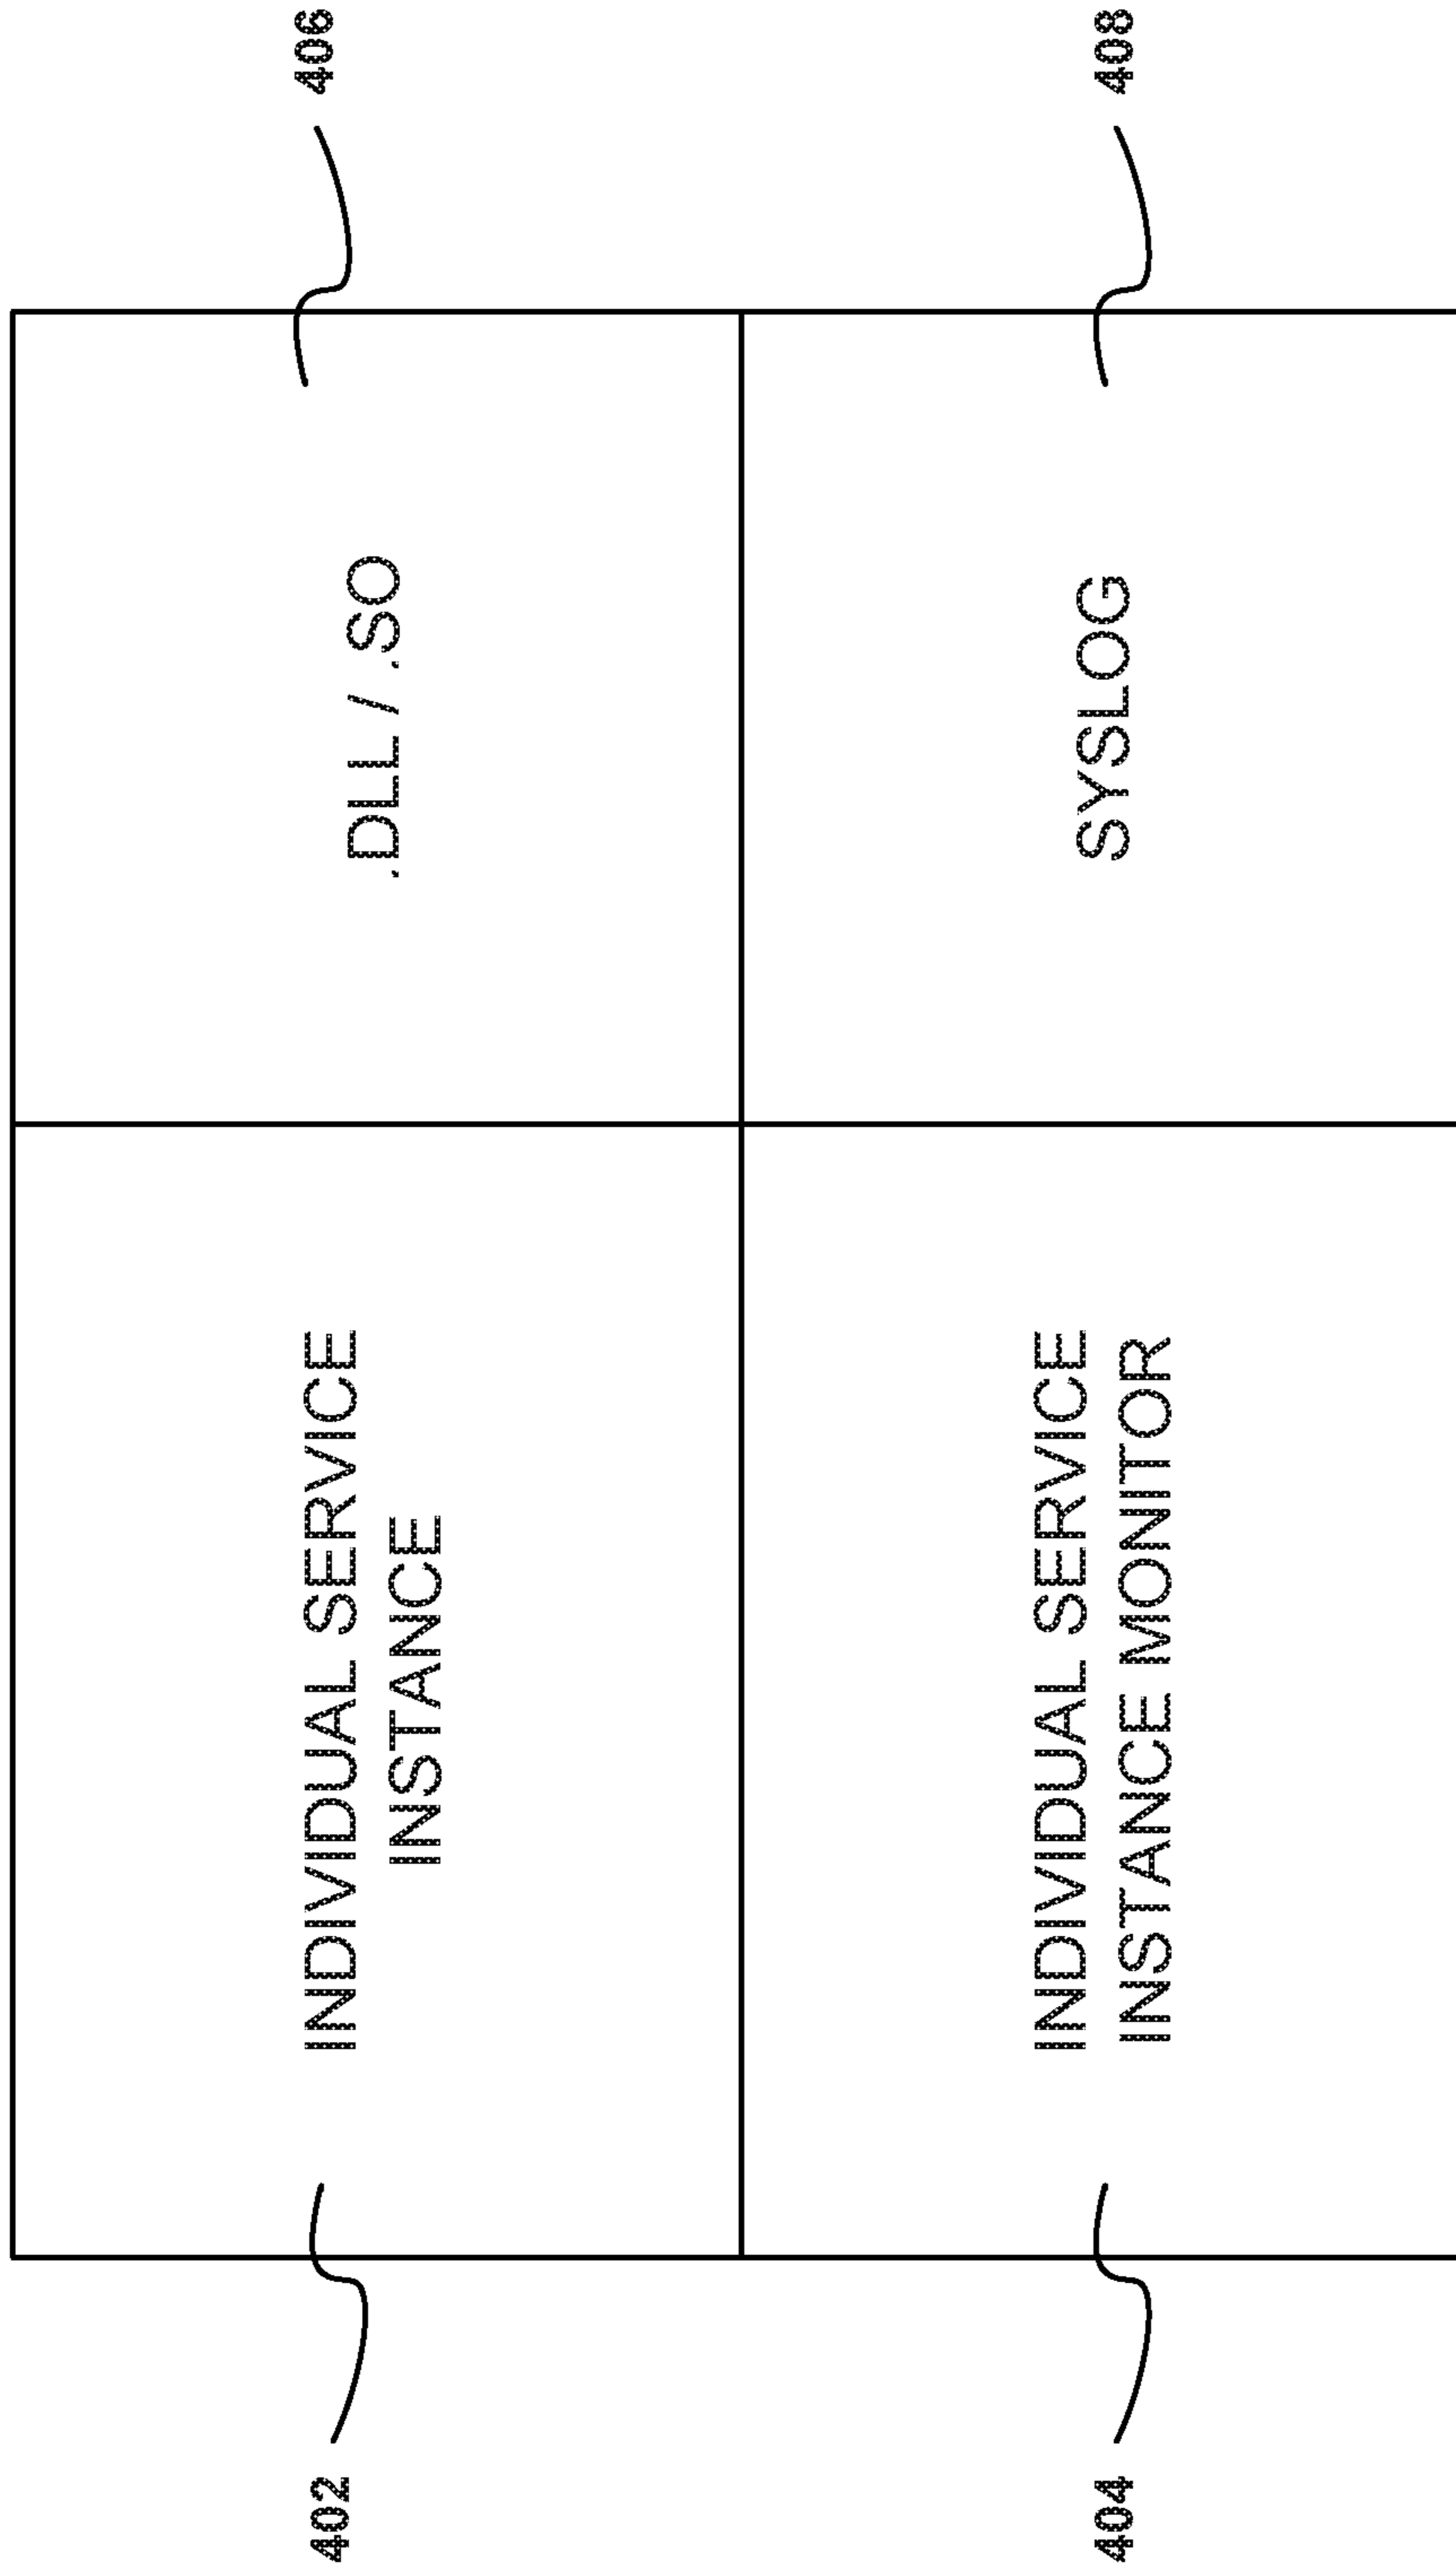 402
INDIVIDUAL SERVICE
INSTANCE
.DLL / .SO
406
404
INDIVIDUAL SERVICE
INSTANCE MONITOR
SYSLOG
408